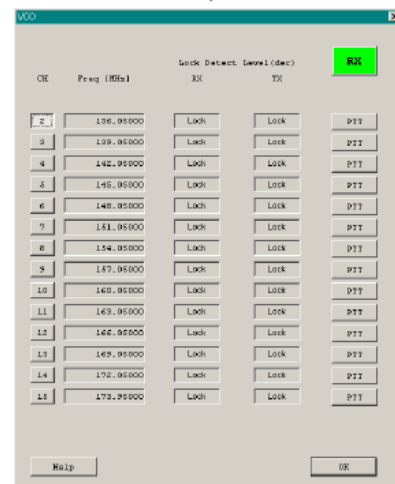 VCO
Lock Detect Level(dec) RX
CH Freq [MHz] RX TX
2 136.05000 Lock Lock PTT
3 139.05000 Lock Lock PTT
4 142.05000 Lock Lock PTT
5 145.05000 Lock Lock PTT
6 148.05000 Lock Lock PTT
7 151.05000 Lock Lock PTT
8 154.05000 Lock Lock PTT
9 157.05000 Lock Lock PTT
10 160.05000 Lock Lock PTT
11 163.05000 Lock Lock PTT
12 166.05000 Lock Lock PTT
13 169.05000 Lock Lock PTT
14 172.05000 Lock Lock PTT
15 173.95000 Lock Lock PTT
Help OK